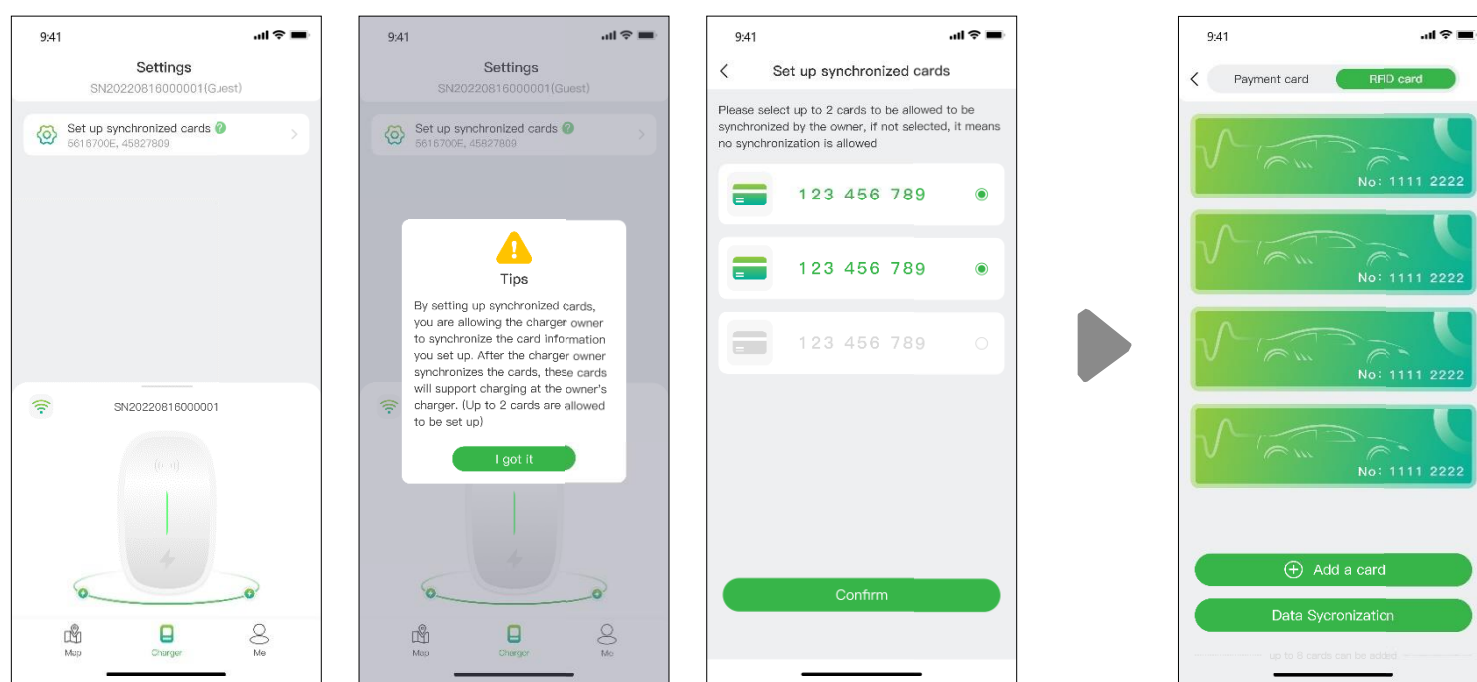 9:41
Settings
SN20220816000001(Guest)
Set up synchronized cards ?
5616700E, 45827809
SN20220816000001
Map
Charger
Me
9:41
Settings
SN20220816000001(Guest)
Set up synchronized cards ?
5616700E, 45827809
Tips
By setting up synchronized cards,
you are allowing the charger owner
to synchronize the card information
you set up. After the charger owner
synchronizes the cards, these cards
will support charging at the owner's
charger. (Up to 2 cards are allowed
to be set up)
I got it
Map
Charger
Me
9:41
Set up synchronized cards
Please select up to 2 cards to be allowed to be
synchronized by the owner, if not selected, it means
no synchronization is allowed
123 456 789
123 456 789
123 456 789
Confirm
9:41
Payment card
RFID card
No: 1111 2222
No: 1111 2222
No: 1111 2222
No: 1111 2222
Add a card
Data Sycronization
up to 8 cards can be added